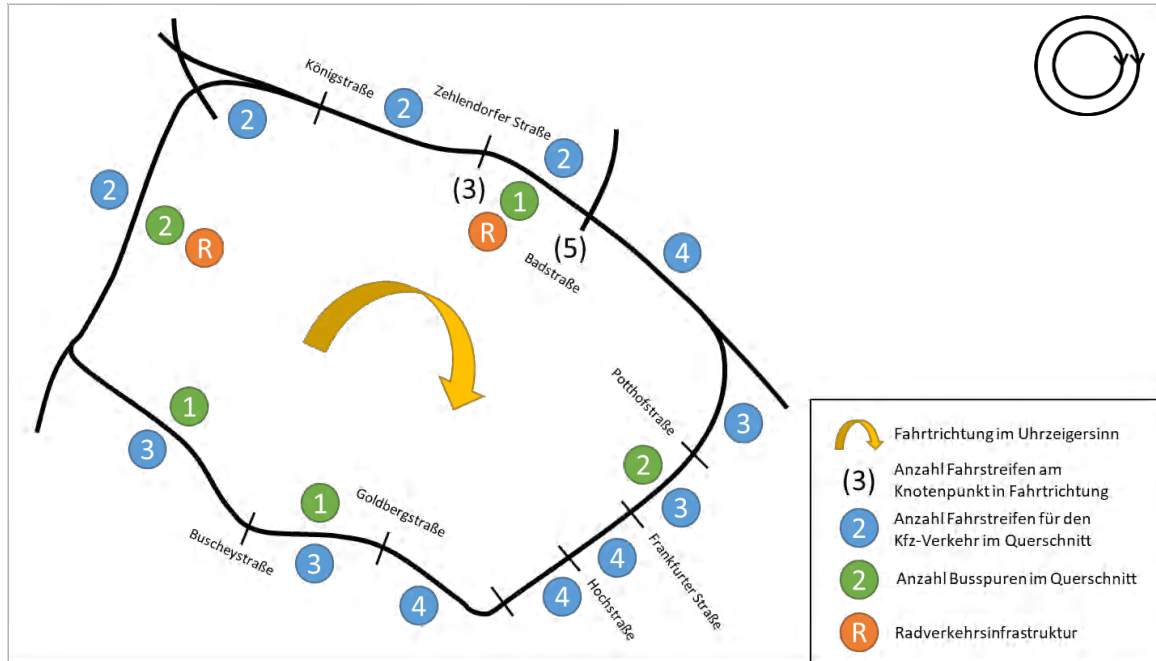 Königstraße
2
Zehlendorfer Straße
2
2
(3)
1
R
Badstraße
(5)
4
2
2
R
Potthofstraße
3
2
3
Frankfurter Straße
4
Hochstraße
4
1
3
Buscheystraße
1
3
Goldbergstraße
4
Fahrtrichtung im Uhrzeigersinn
(3) Anzahl Fahrstreifen am
Knotenpunkt in Fahrtrichtung
2 Anzahl Fahrstreifen für den
Kfz-Verkehr im Querschnitt
2 Anzahl Busspuren im Querschnitt
R Radverkehrsinfrastruktur